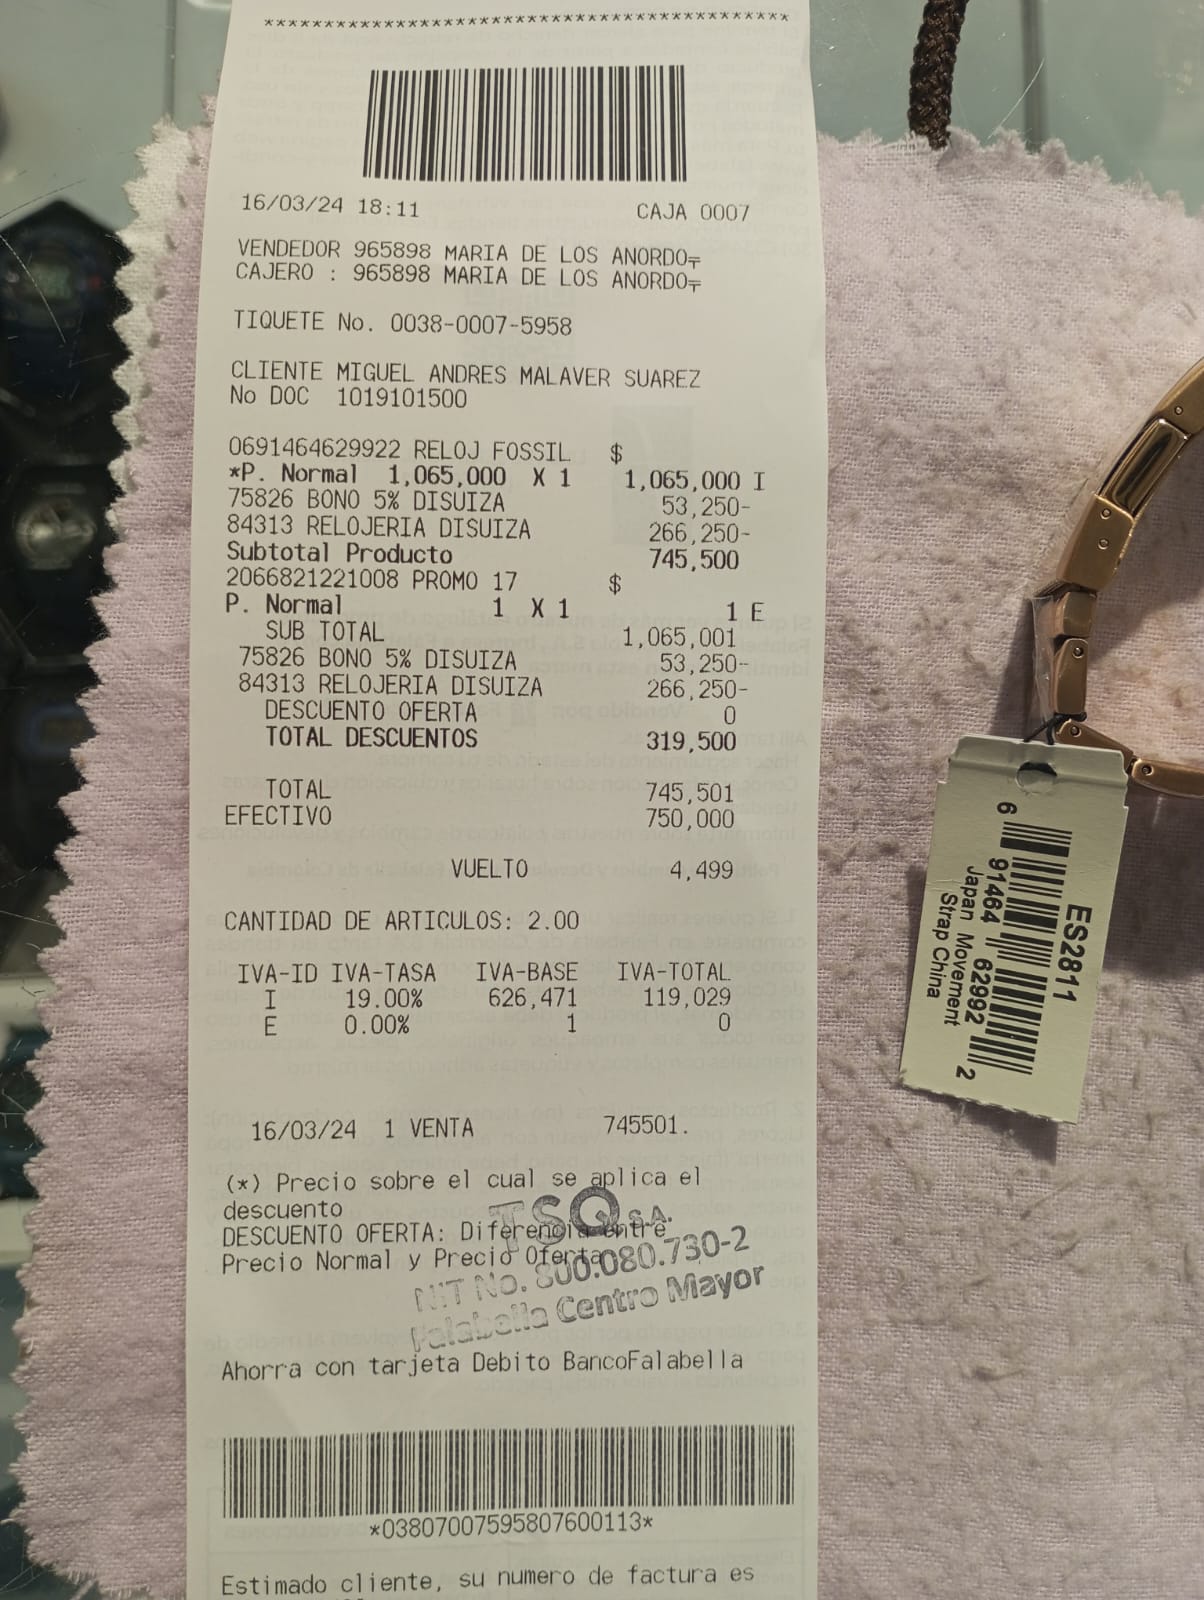 ********************************************
16/03/24 18:11 CAJA 0007
VENDEDOR 965898 MARIA DE LOS ANORDO
CAJERO : 965898 MARIA DE LOS ANORDO
TIQUETE No. 0038-0007-5958
CLIENTE MIGUEL ANDRES MALAVER SUAREZ
No DOC 1019101500
0691464629922 RELOJ FOSSIL $
*P. Normal 1,065,000 X 1 1,065,000 I
75826 BONO 5% DISUIZA 53,250-
84313 RELOJERIA DISUIZA 266,250-
Subtotal Producto 745,500
2066821221008 PROMO 17 $
P. Normal 1 X 1 1 E
SUB TOTAL 1,065,001
75826 BONO 5% DISUIZA 53,250-
84313 RELOJERIA DISUIZA 266,250-
DESCUENTO OFERTA 0
TOTAL DESCUENTOS 319,500
TOTAL 745,501
EFECTIVO 750,000
VUELTO 4,499
CANTIDAD DE ARTICULOS: 2.00
IVA-ID IVA-TASA IVA-BASE IVA-TOTAL
I 19.00% 626,471 119,029
E 0.00% 1 0
16/03/24 1 VENTA 745501.
(*) Precio sobre el cual se aplica el
descuento
DESCUENTO OFERTA: Diferencia entre
Precio Normal y Precio Oferta
TSQ S.A.
NIT No. 800.080.730-2
Falabella Centro Mayor
Ahorra con tarjeta Debito BancoFalabella
*03807007595807600113*
Estimado cliente, su numero de factura es
ES2811
6 91464 62992 2
Japan Movement
Strap China